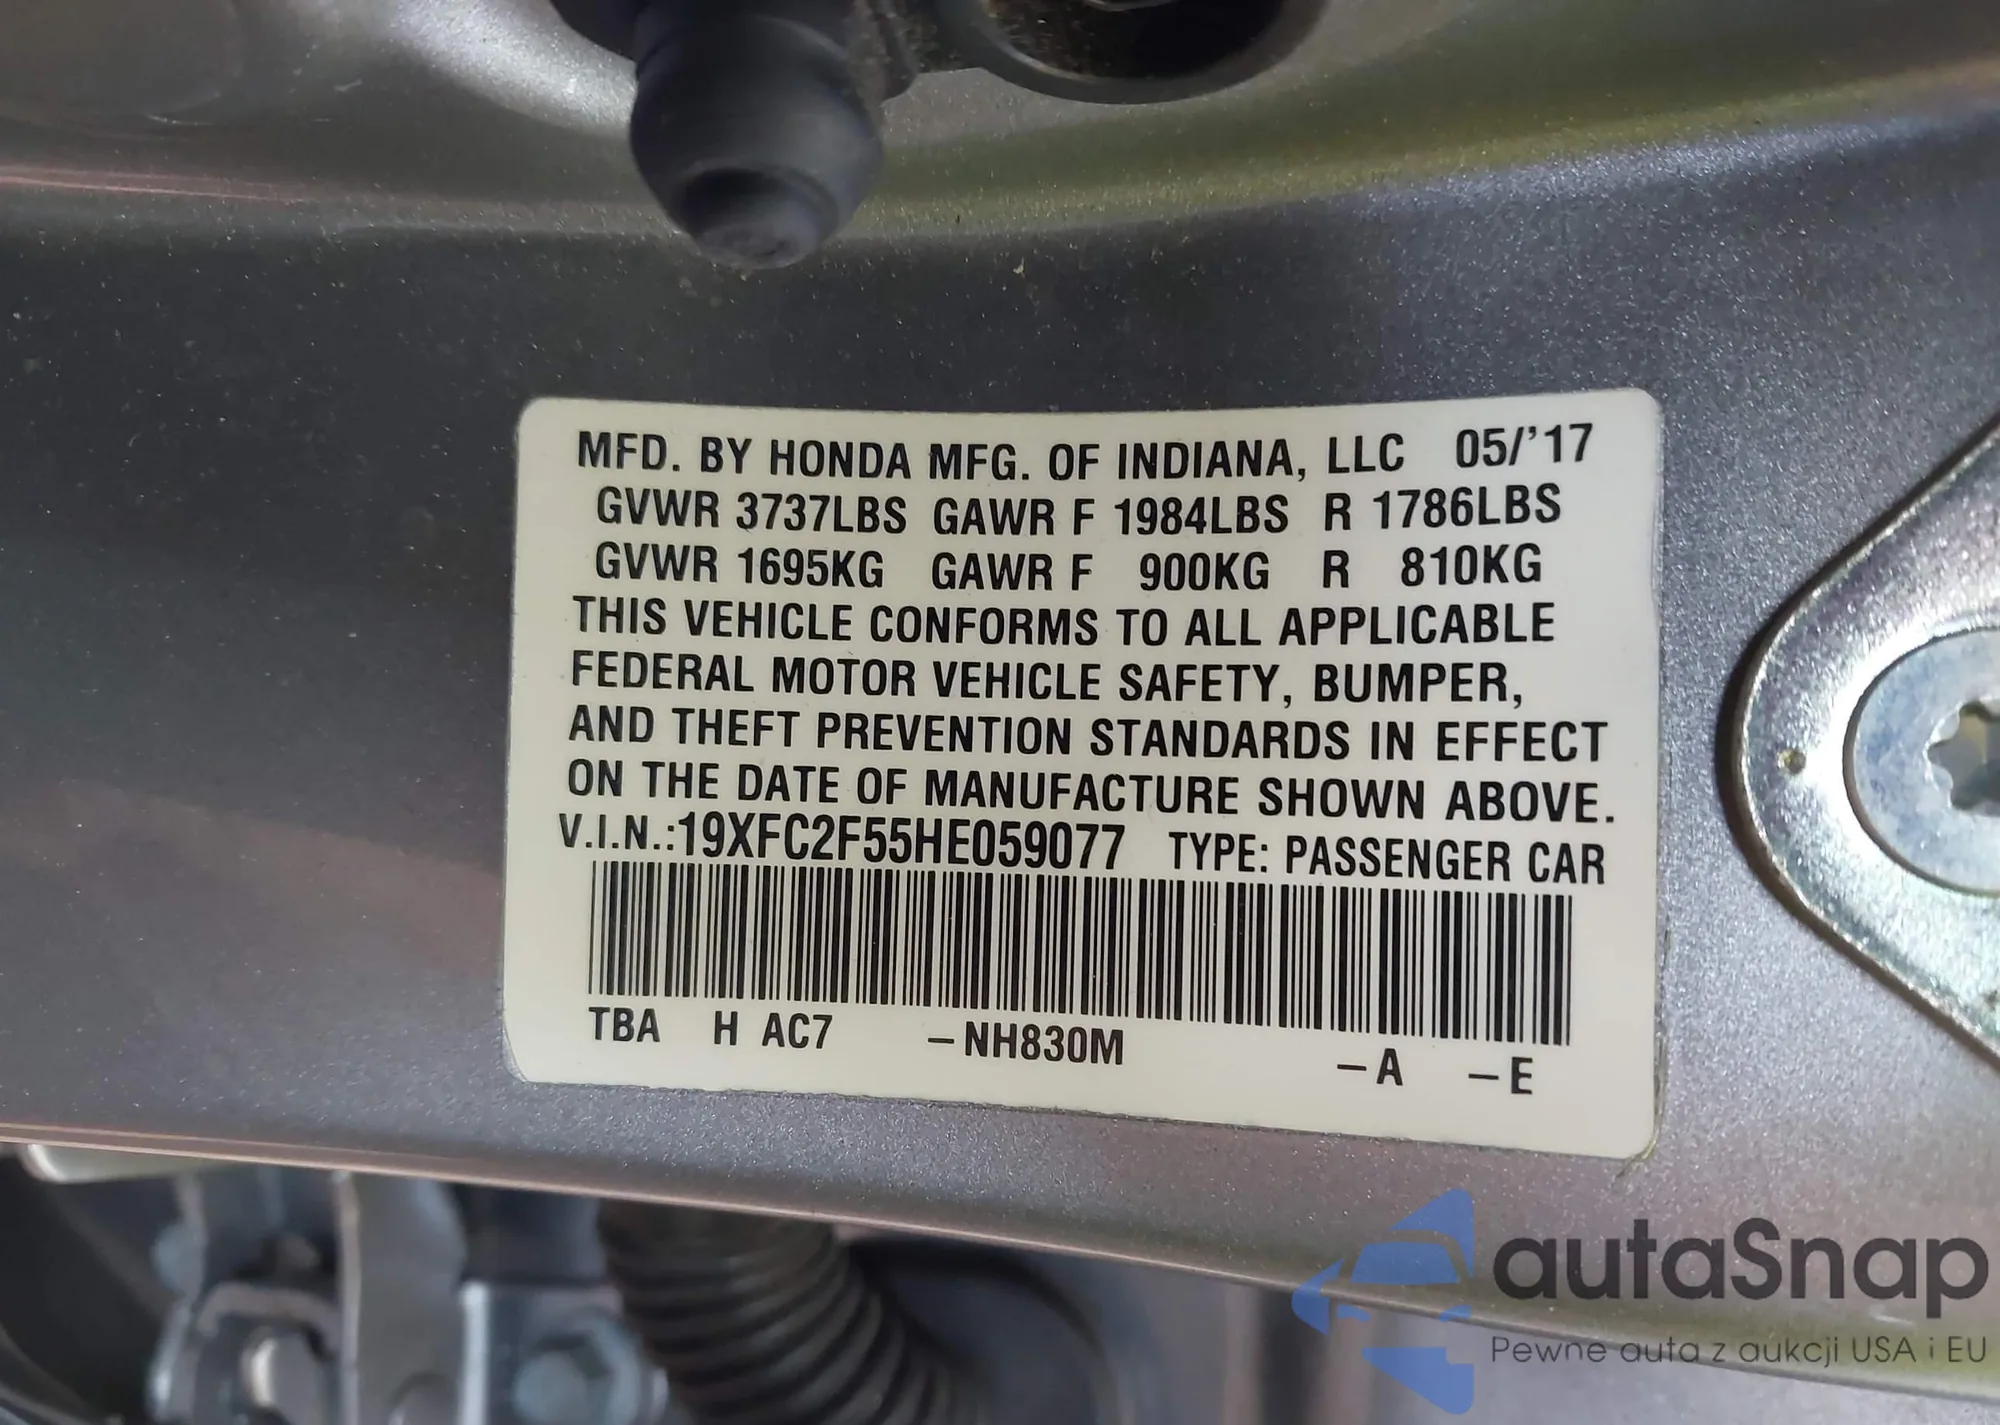 MFD. BY HONDA MFG. OF INDIANA, LLC 05/'17
GVWR 3737LBS GAWR F 1984LBS R 1786LBS
GVWR 1695KG GAWR F 900KG R 810KG
THIS VEHICLE CONFORMS TO ALL APPLICABLE
FEDERAL MOTOR VEHICLE SAFETY, BUMPER,
AND THEFT PREVENTION STANDARDS IN EFFECT
ON THE DATE OF MANUFACTURE SHOWN ABOVE.
V.I.N.:19XFC2F55HE059077 TYPE: PASSENGER CAR
TBA H AC7 –NH830M –A –E
autaSnap
Pewne auta z aukcji USA i EU